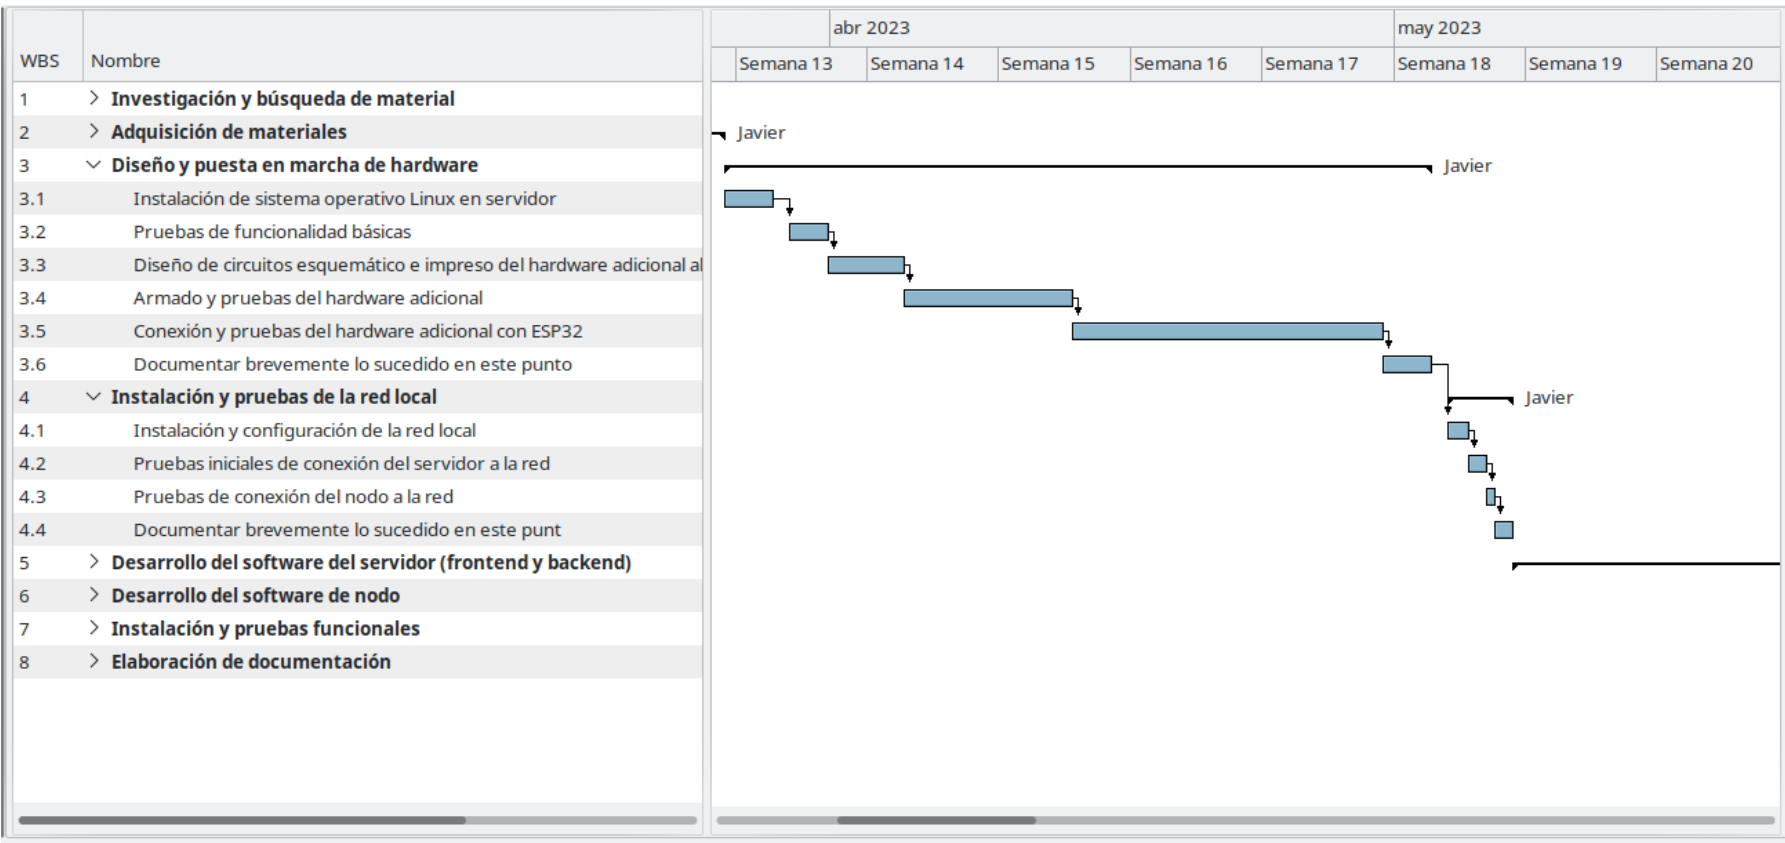 abr 2023 may 2023
WBS Nombre Semana 13 Semana 14 Semana 15 Semana 16 Semana 17 Semana 18 Semana 19 Semana 20
1 Investigación y búsqueda de material
2 Adquisición de materiales Javier
3 Diseño y puesta en marcha de hardware Javier
3.1 Instalación de sistema operativo Linux en servidor
3.2 Pruebas de funcionalidad básicas
3.3 Diseño de circuitos esquemático e impreso del hardware adicional al
3.4 Armado y pruebas del hardware adicional
3.5 Conexión y pruebas del hardware adicional con ESP32
3.6 Documentar brevemente lo sucedido en este punto
4 Instalación y pruebas de la red local Javier
4.1 Instalación y configuración de la red local
4.2 Pruebas iniciales de conexión del servidor a la red
4.3 Pruebas de conexión del nodo a la red
4.4 Documentar brevemente lo sucedido en este punt
5 Desarrollo del software del servidor (frontend y backend)
6 Desarrollo del software de nodo
7 Instalación y pruebas funcionales
8 Elaboración de documentación